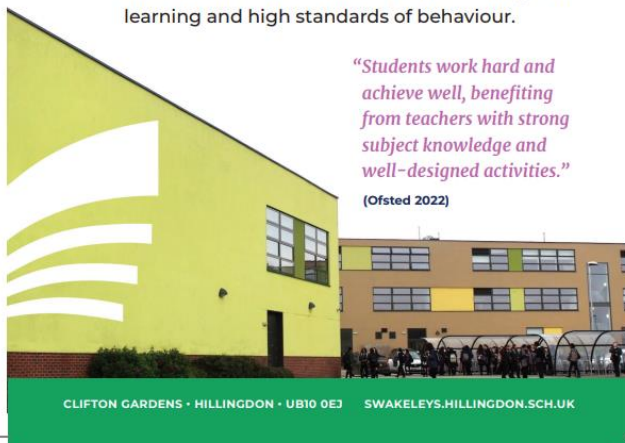 learning and high standards of behaviour.
“Students work hard and
achieve well, benefiting
from teachers with strong
subject knowledge and
well-designed activities.”
(Ofsted 2022)
CLIFTON GARDENS • HILLINGDON • UB10 0EJ SWAKELEYS.HILLINGDON.SCH.UK